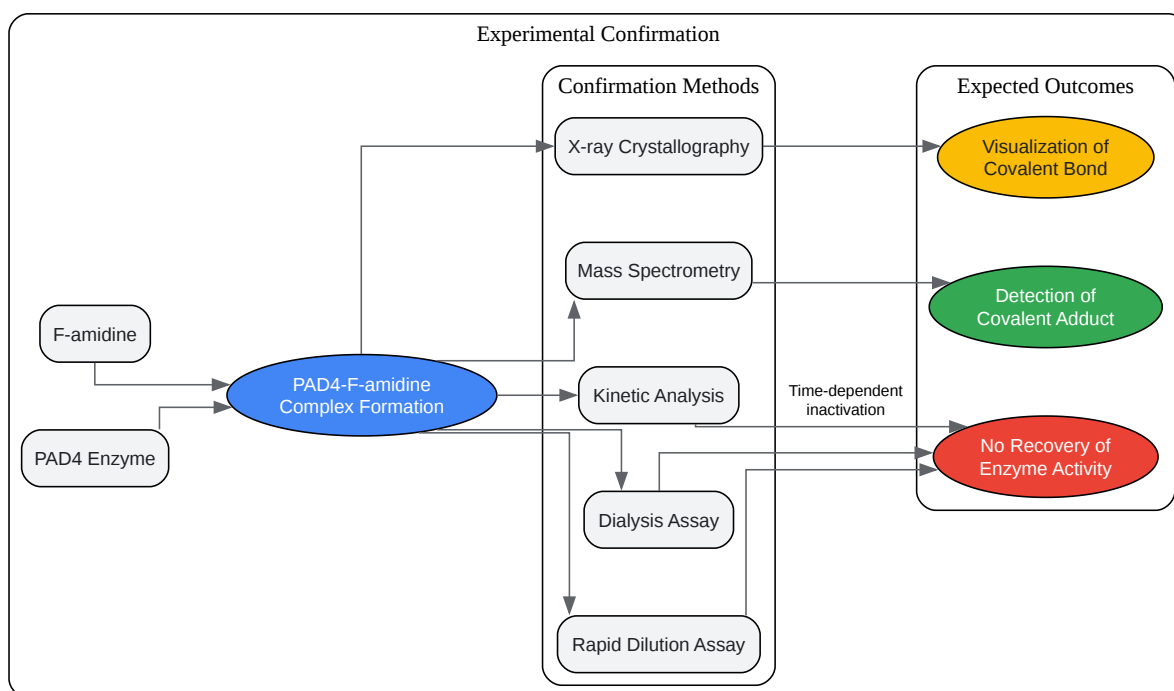 Experimental Confirmation
Confirmation Methods
Expected Outcomes
X-ray Crystallography
Visualization of
Covalent Bond
Mass Spectrometry
Detection of
Covalent Adduct
F-amidine
PAD4-F-amidine
Complex Formation
Kinetic Analysis
Time-dependent
inactivation
PAD4 Enzyme
No Recovery of
Enzyme Activity
Dialysis Assay
Rapid Dilution Assay